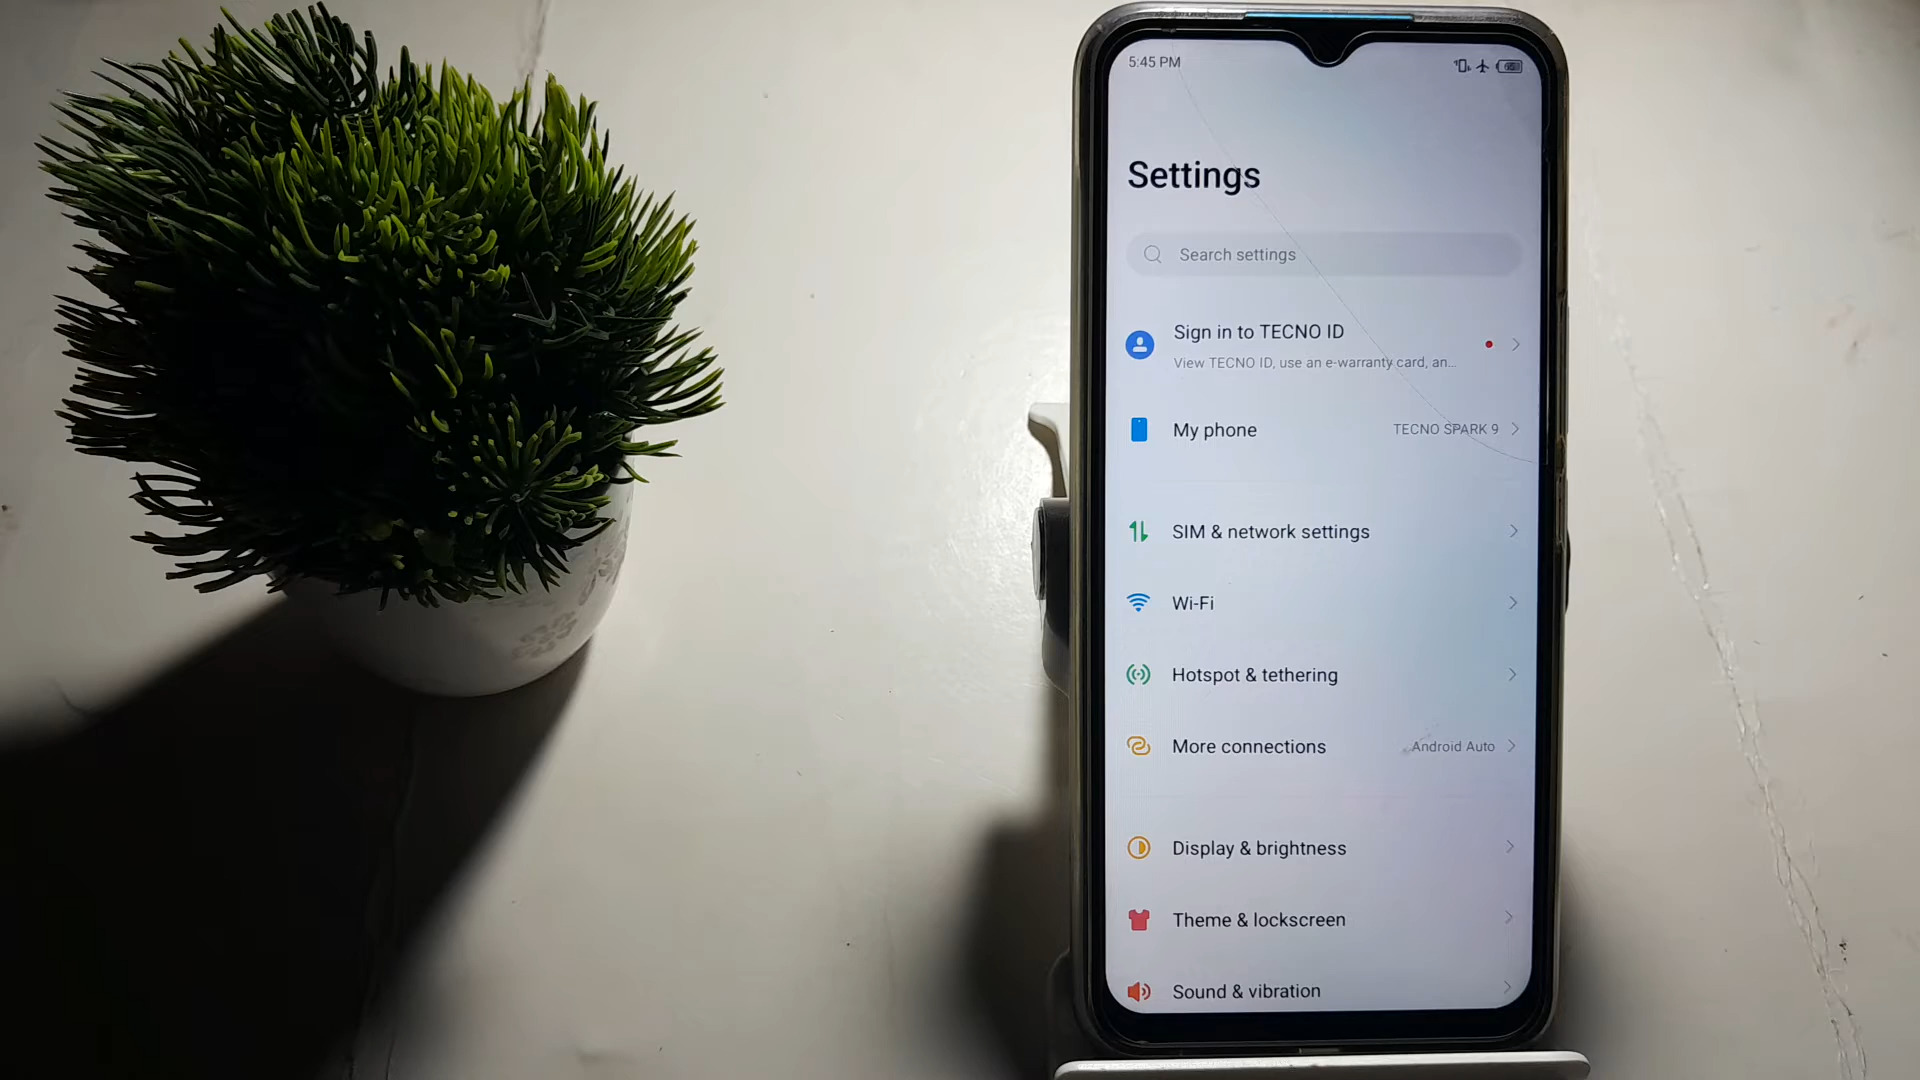 5:45 PM
Settings
Search settings
Sign in to TECNO ID
View TECNO ID, use an e-warranty card, an...
My phone
TECNO SPARK 9
SIM & network settings
Wi-Fi
Hotspot & tethering
More connections
Android Auto
Display & brightness
Theme & lockscreen
Sound & vibration